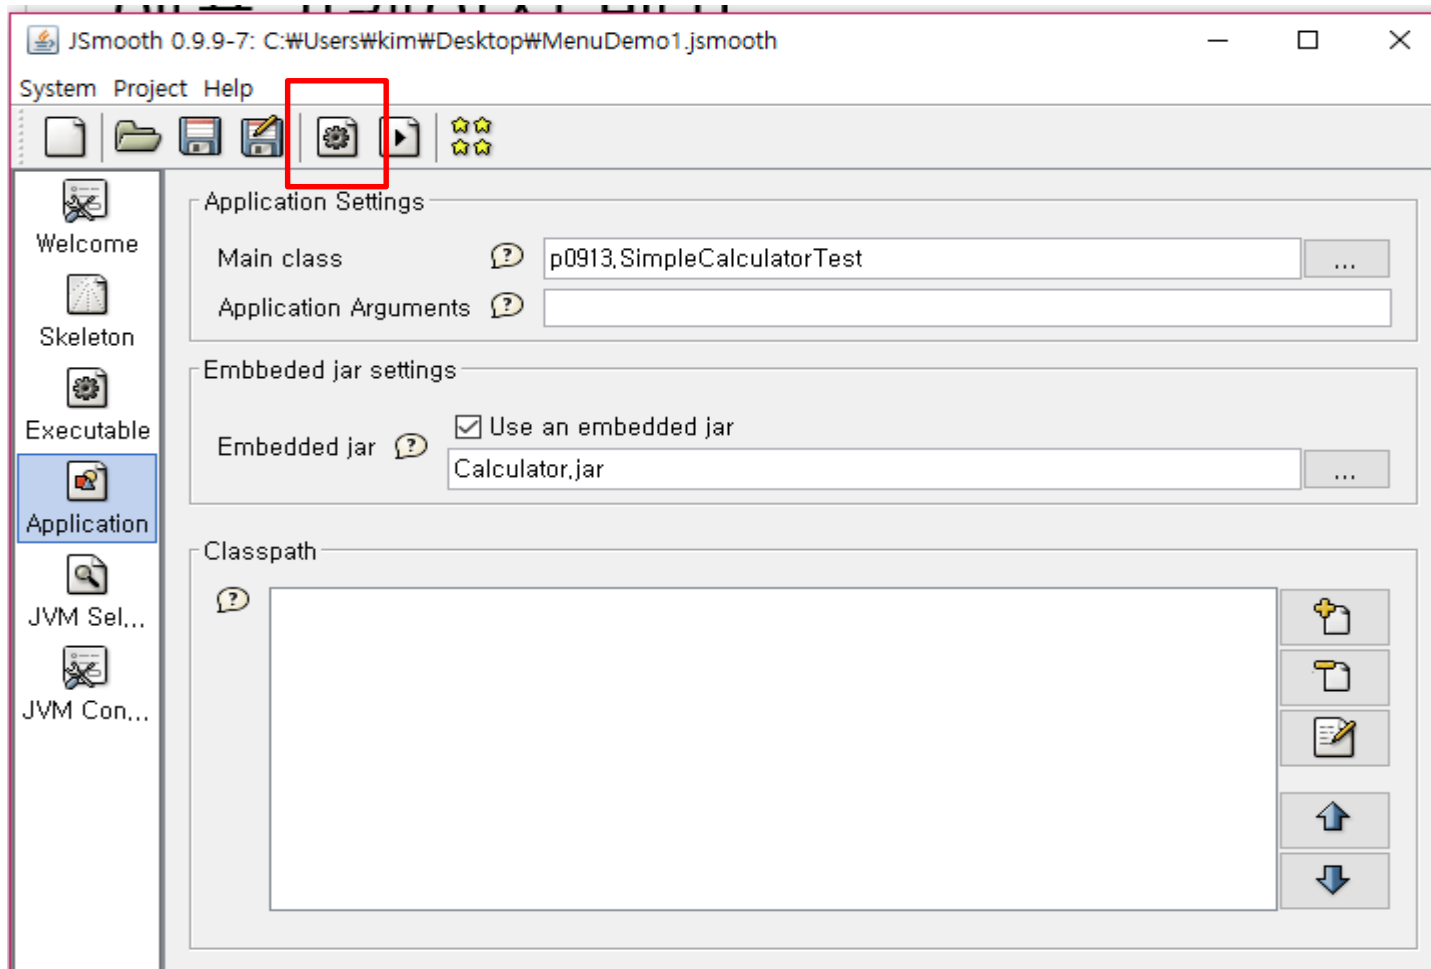 JSmooth 0.9.9-7: C:₩Users₩kim₩Desktop₩MenuDemo1.jsmooth
System Project Help
Welcome
Skeleton
Executable
Application
JVM Sel...
JVM Con...
Application Settings
Main class p0913.SimpleCalculatorTest ...
Application Arguments
Embbeded jar settings
Use an embedded jar
Embedded jar
Calculator.jar ...
Classpath